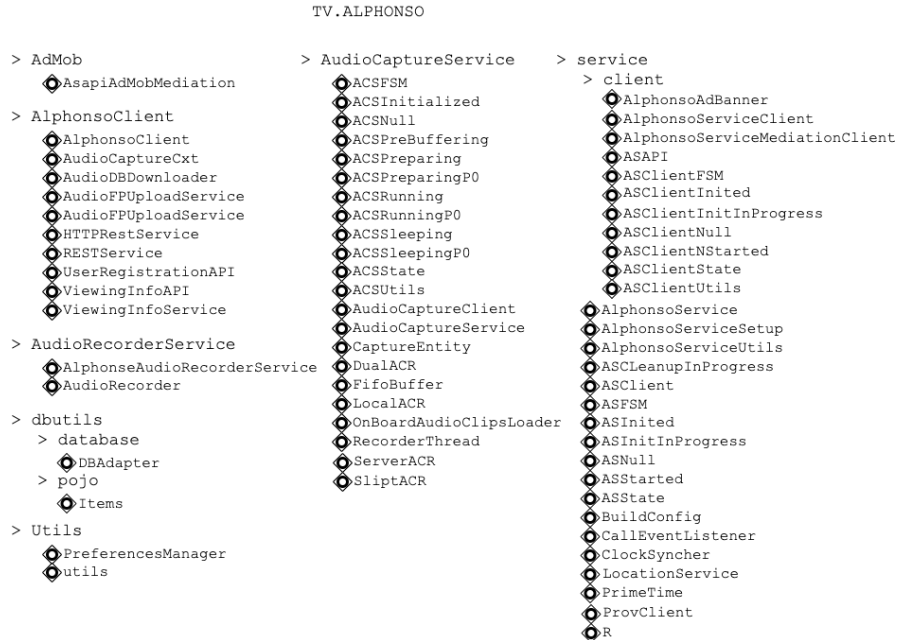 TV.ALPHONSO
> AdMob
AsapiAdMobMediation
> AlphonsoClient
AlphonsoClient
AudioCaptureCxt
AudioDBDownloader
AudioFPUploadService
AudioFPUploadService
HTTPRestService
RESTService
UserRegistrationAPI
ViewingInfoAPI
ViewingInfoService
> AudioRecorderService
AlphonseAudioRecorderService
AudioRecorder
> dbutils
> database
DBAdapter
> pojo
Items
> Utils
PreferencesManager
utils
> AudioCaptureService
ACSFSM
ACSInitialized
ACSNull
ACSPreBuffering
ACSPreparing
ACSPreparingP0
ACSRunning
ACSRunningP0
ACSSleeping
ACSSleepingP0
ACSState
ACSUtils
AudioCaptureClient
AudioCaptureService
CaptureEntity
DualACR
FifoBuffer
LocalACR
OnBoardAudioClipsLoader
RecorderThread
ServerACR
SliptACR
> service
> client
AlphonsoAdBanner
AlphonsoServiceClient
AlphonsoServiceMediationClient
ASAPI
ASClientFSM
ASClientInited
ASClientInitInProgress
ASClientNull
ASClientNStarted
ASClientState
ASClientUtils
AlphonsoService
AlphonsoServiceSetup
AlphonsoServiceUtils
ASCLeanupInProgress
ASClient
ASFSM
ASInited
ASInitInProgress
ASNull
ASStarted
ASState
BuildConfig
CallEventListener
ClockSyncher
LocationService
PrimeTime
ProvClient
R